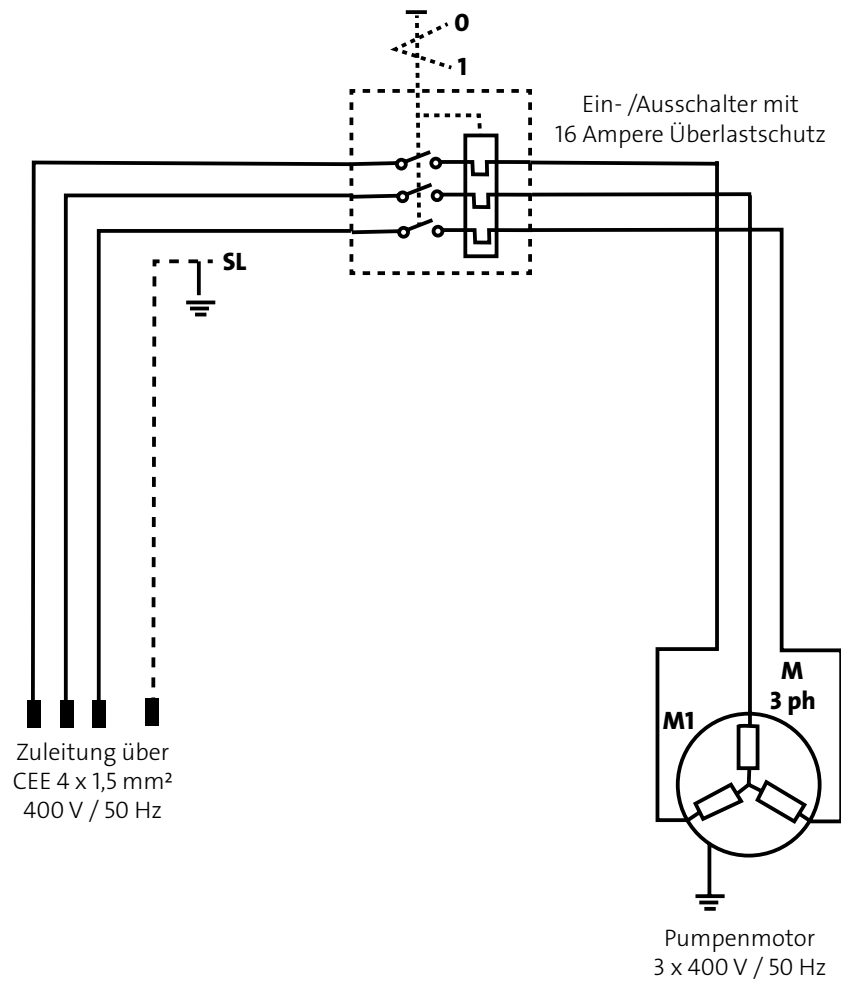 0
1
Ein- /Ausschalter mit
16 Ampere Überlastschutz
SL
M
3 ph
M1
Zuleitung über
CEE 4 x 1,5 mm²
400 V / 50 Hz
Pumpenmotor
3 x 400 V / 50 Hz